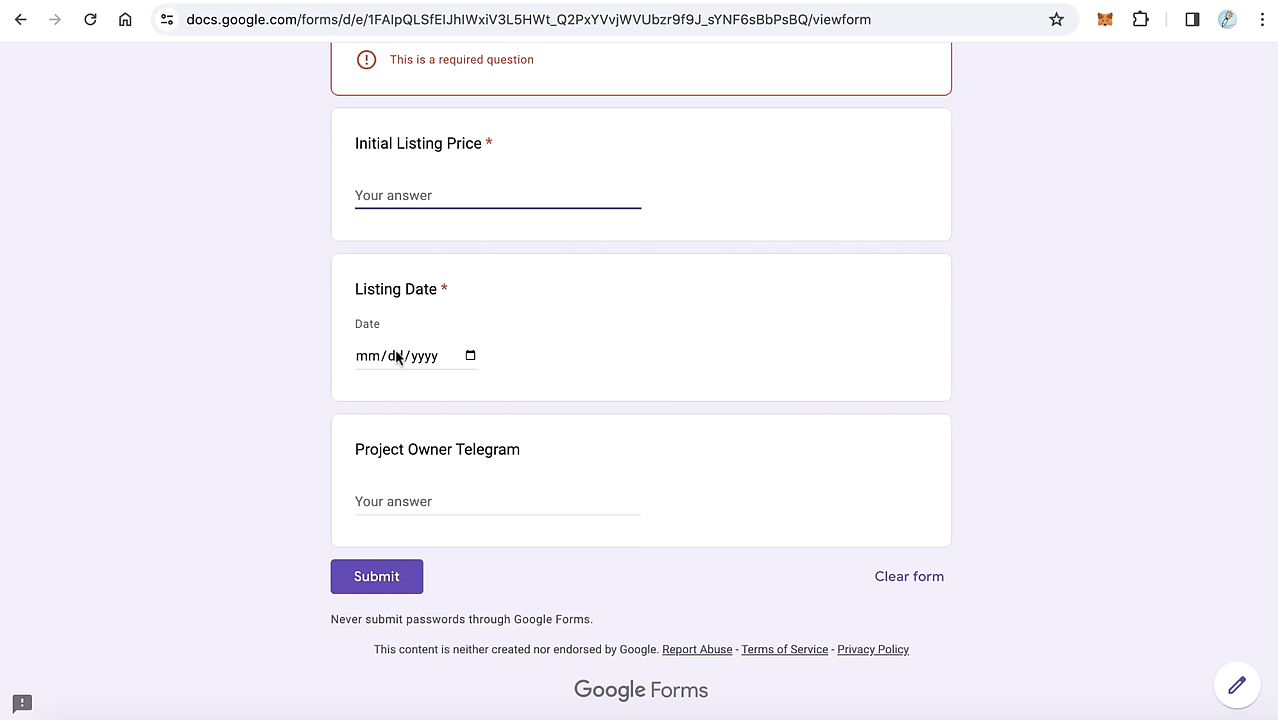 docs.google.com/forms/d/e/1FAIpQLSfEIJhIWxiV3L5HWt_Q2PxYVvjWVUbzr9f9J_sYNF6sBbPsBQ/viewform
This is a required question
Initial Listing Price *
Your answer
Listing Date *
Date
mm/dd/yyyy
Project Owner Telegram
Your answer
Submit
Clear form
Never submit passwords through Google Forms.
This content is neither created nor endorsed by Google. Report Abuse - Terms of Service - Privacy Policy
Google Forms